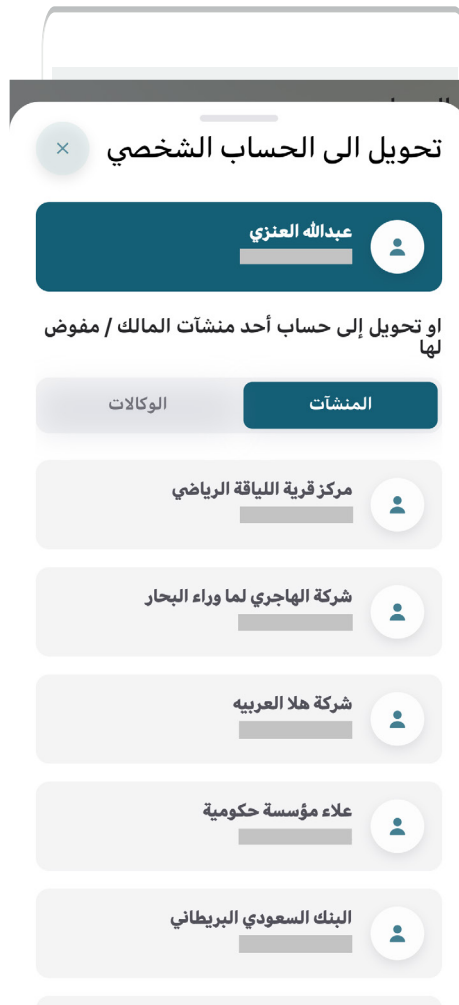 تحويل الى الحساب الشخصي
عبدالله العنزي
او تحويل إلى حساب أحد منشآت المالك / مفوض
لها
المنشآت
الوكالات
مركز قرية اللياقة الرياضي
شركة الهاجري لما وراء البحار
شركة هلا العربيه
علاء مؤسسة حكومية
البنك السعودي البريطاني